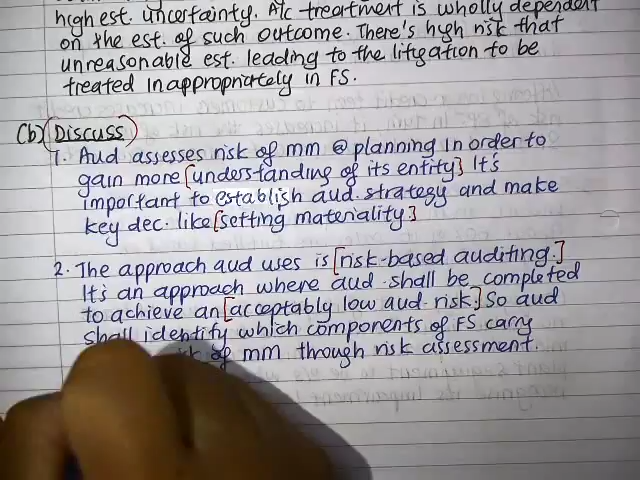 high est. uncertainty. A/c treatment is wholly dependent
on the est. of such outcome. There's high risk that
unreasonable est. leading to the litgation to be
treated inappropriately in FS.
(b) Discuss
1. Aud assesses risk of mm @ planning in order to
gain more [understanding of its entity] It's
important to establish aud. strategy and make
key dec. like [setting materiality.]
2. The approach aud uses is [risk-based auditing.]
It's an approach where aud shall be completed
to achieve an [acceptably low aud. risk.] So aud
shall identify which components of FS carry
risk of mm through risk assessment.